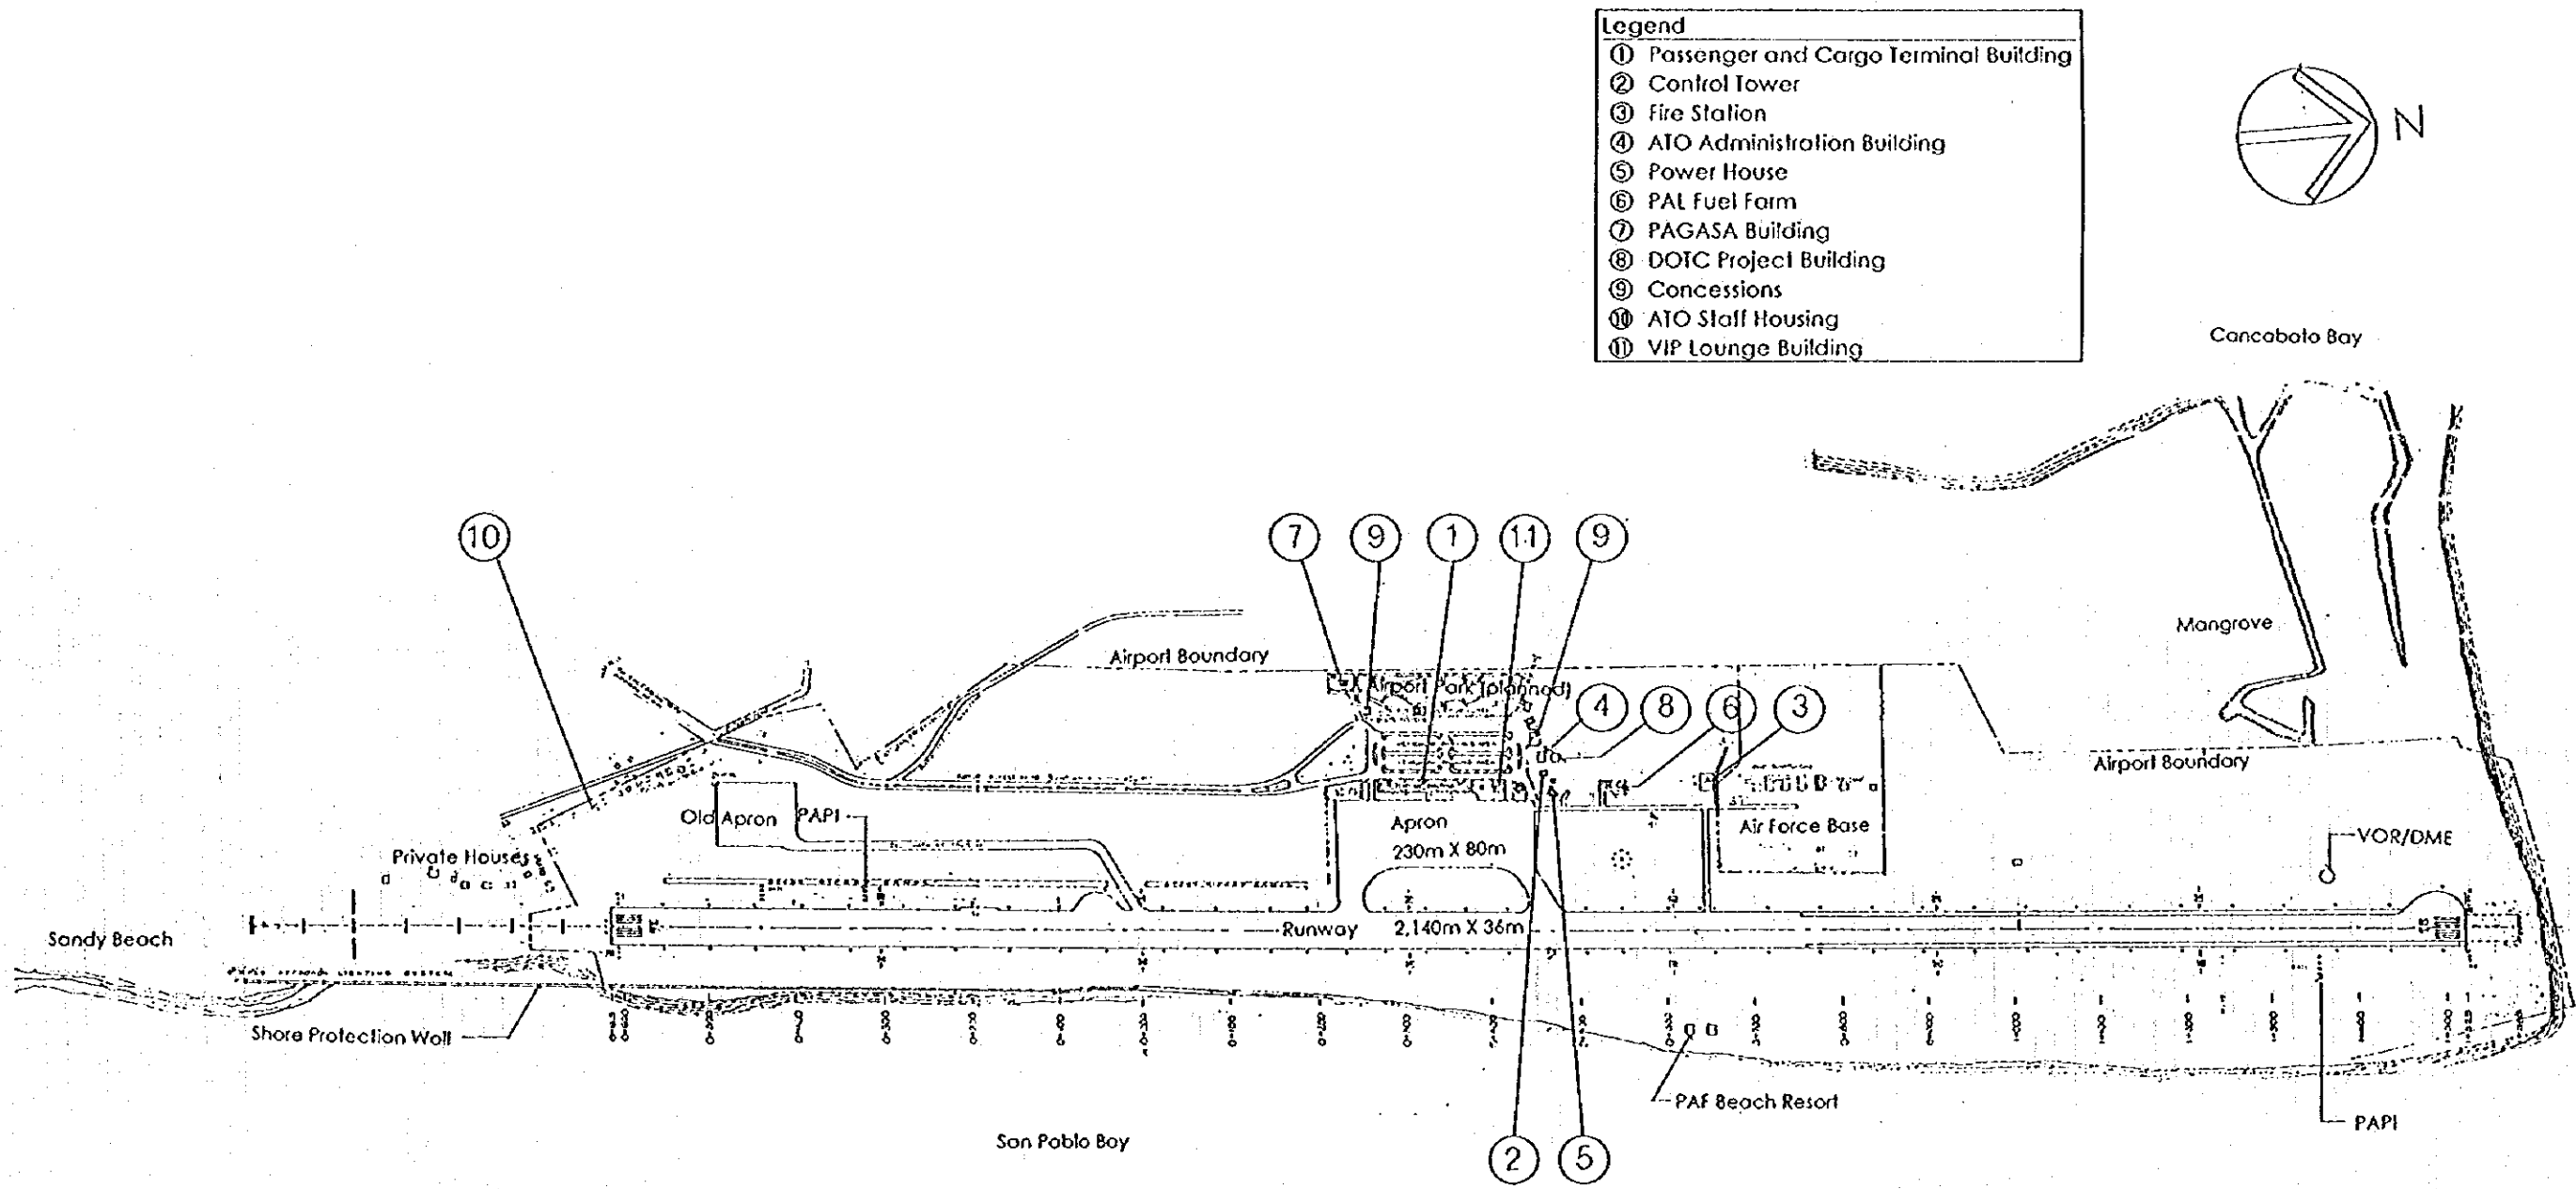 Legend
① Passenger and Cargo Terminal Building
② Control Tower
③ Fire Station
④ ATO Administration Building
⑤ Power House
⑥ PAL Fuel Farm
⑦ PAGASA Building
⑧ DOTC Project Building
⑨ Concessions
⑩ ATO Staff Housing
⑪ VIP Lounge Building
N
Cancabato Bay
10
7
9
1
11
9
Mangrove
Airport Boundary
Airport Park (planned)
4
8
6
3
Airport Boundary
Old Apron
PAPI
Apron
230m X 80m
Air Force Base
VOR/DME
Private Houses
Sandy Beach
Runway 2,140m X 36m
Shore Protection Wall
PAF Beach Resort
PAPI
San Pablo Bay
2
5